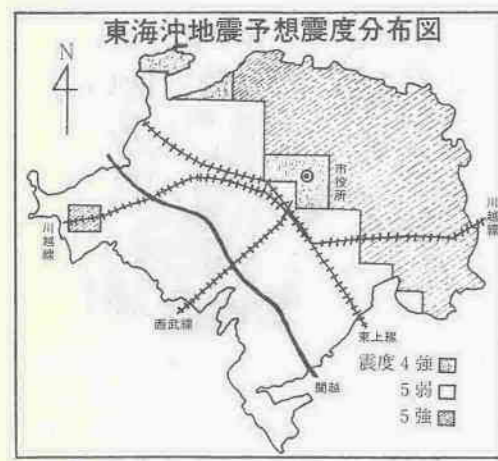 東海沖地震予想震度分布図
N
市役所
川越線
川越線
西武線
東上線
関越
震度4強
5弱
5強